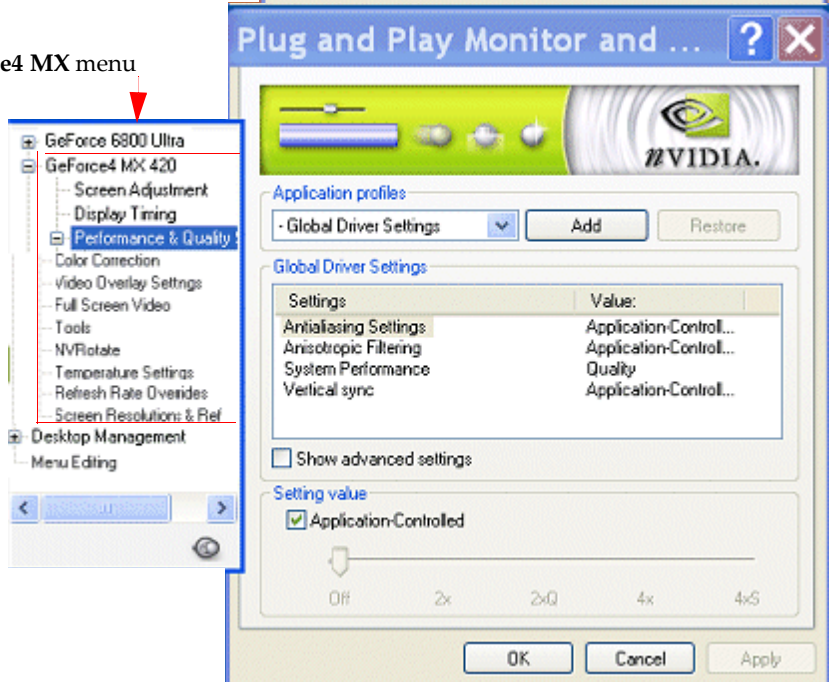 e4 MX menu
GeForce 6800 Ultra
GeForce4 MX 420
Screen Adjustment
Display Timing
Performance & Quality
Color Correction
Video Overlay Settings
Full Screen Video
Tools
NVRotate
Temperature Settings
Refresh Rate Overrides
Screen Resolutions & Ref
Desktop Management
Menu Editing
Plug and Play Monitor and ...
nVIDIA.
Application profiles
- Global Driver Settings
Add
Restore
Global Driver Settings
Settings Value:
Antialiasing Settings Application-Controll...
Anisotropic Filtering Application-Controll...
System Performance Quality
Vertical sync Application-Controll...
Show advanced settings
Setting value
Application-Controlled
Off 2x 2xQ 4x 4xS
OK Cancel Apply